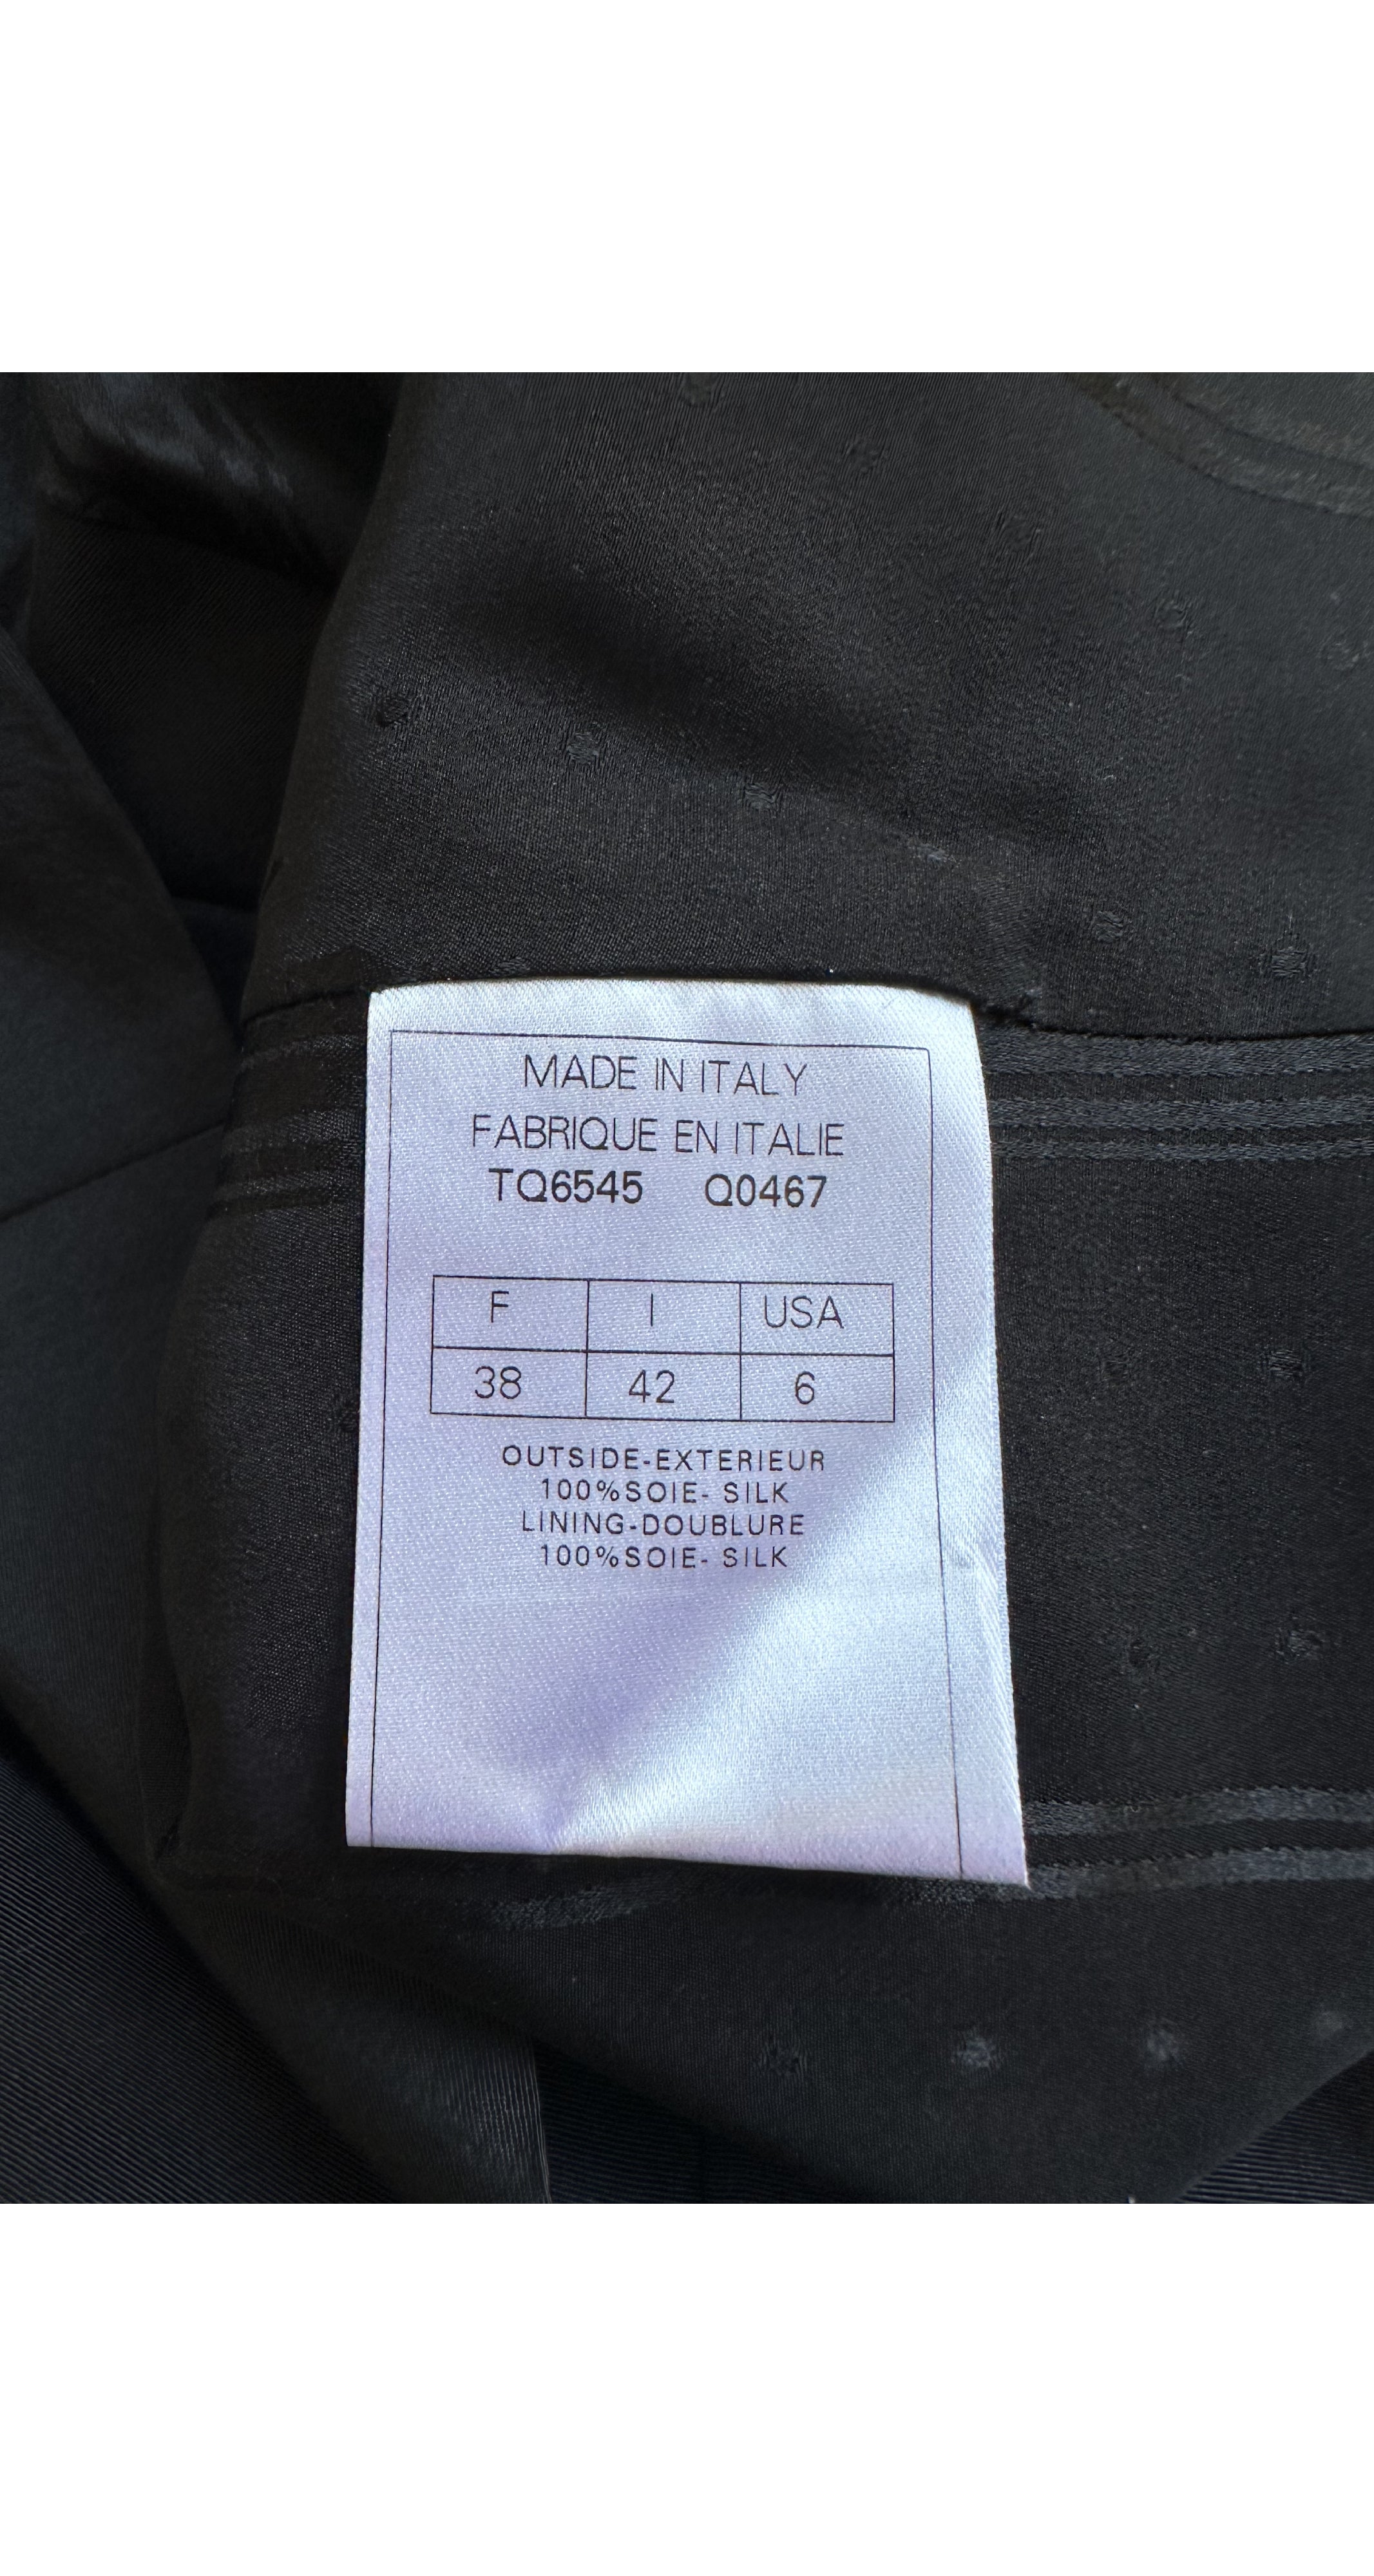 MADE IN ITALY
FABRIQUE EN ITALIE
TQ6545 Q0467
F I USA
38 42 6
OUTSIDE-EXTERIEUR
100%SOIE- SILK
LINING-DOUBLURE
100%SOIE- SILK